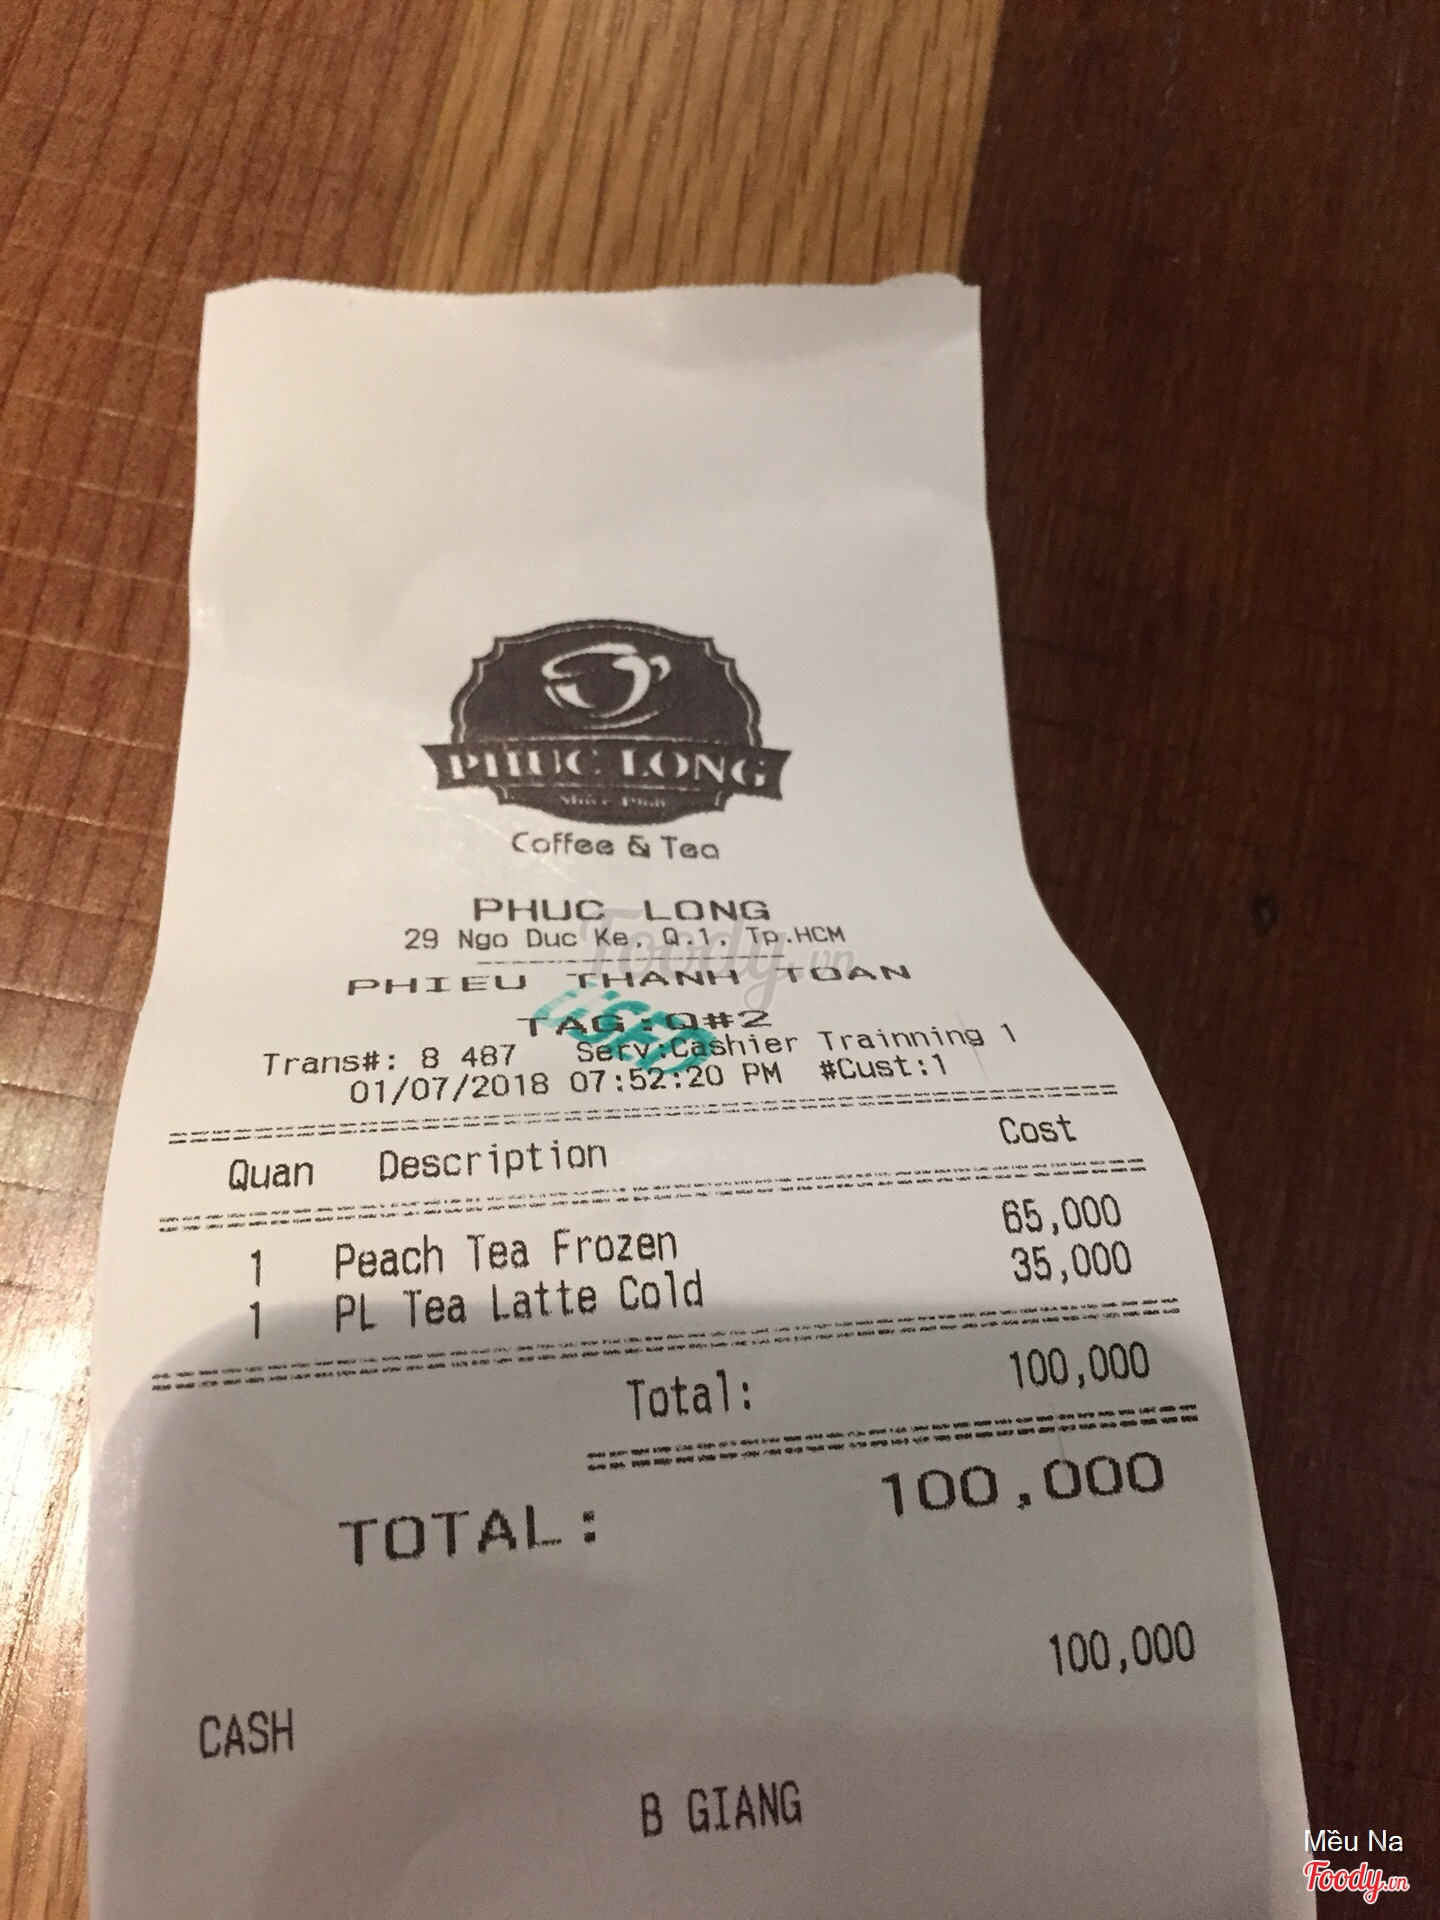 PHUC LONG
Coffee & Tea
PHUC LONG
29 Ngo Duc Ke, Q.1, Tp.HCM
PHIEU THANH TOAN
TAG:Q#2
USED
Trans#: 8 487 Serv:Cashier Trainning 1
01/07/2018 07:52:20 PM #Cust:1
Quan Description Cost
1 Peach Tea Frozen 65,000
1 PL Tea Latte Cold 35,000
Total: 100,000
TOTAL: 100,000
100,000
CASH
B GIANG
Foody.vn
Mều Na
Foody.vn